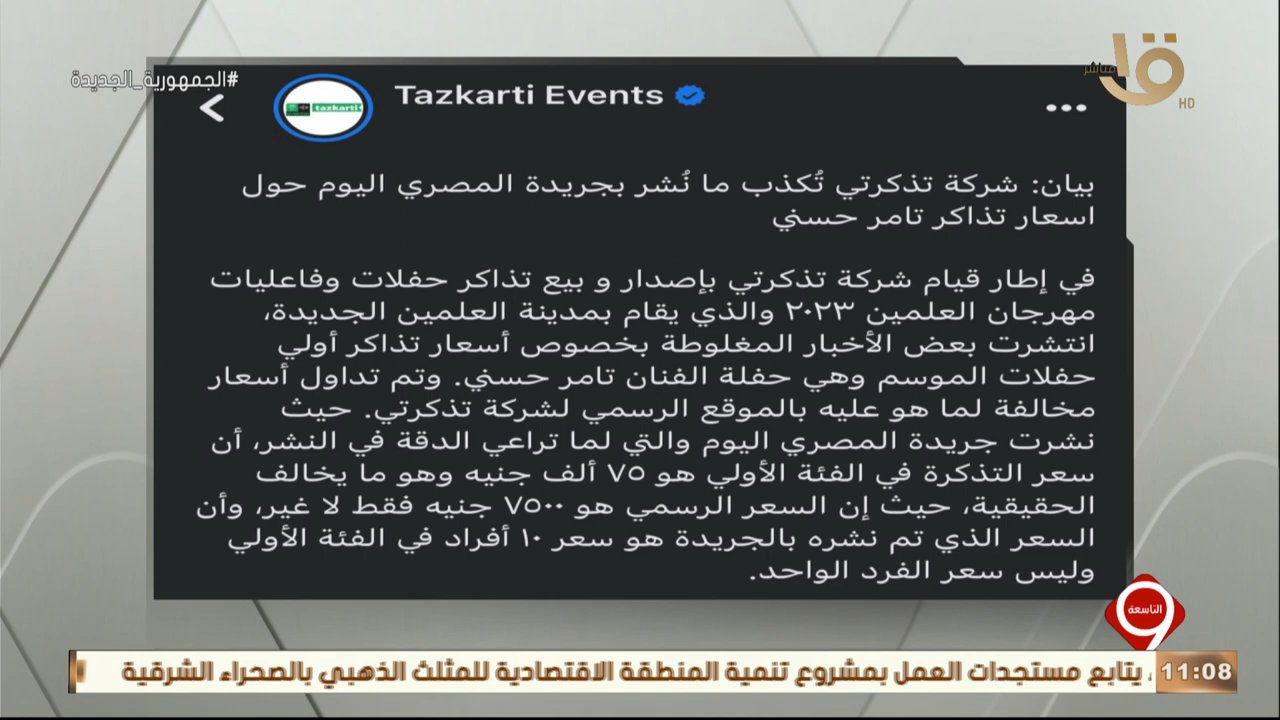 #الجمهورية_الجديدة
مباشر
HD
Tazkarti Events
tazkarti
بيان: شركة تذكرتي تُكذب ما نُشر بجريدة المصري اليوم حول
اسعار تذاكر تامر حسني
في إطار قيام شركة تذكرتي بإصدار و بيع تذاكر حفلات وفاعليات
مهرجان العلمين ٢٠٢٣ والذي يقام بمدينة العلمين الجديدة،
انتشرت بعض الأخبار المغلوطة بخصوص أسعار تذاكر أولي
حفلات الموسم وهي حفلة الفنان تامر حسني. وتم تداول أسعار
مخالفة لما هو عليه بالموقع الرسمي لشركة تذكرتي. حيث
نشرت جريدة المصري اليوم والتي لما تراعي الدقة في النشر، أن
سعر التذكرة في الفئة الأولي هو ٧٥ ألف جنيه وهو ما يخالف
الحقيقية، حيث إن السعر الرسمي هو ٧٥٠٠ جنيه فقط لا غير، وأن
السعر الذي تم نشره بالجريدة هو سعر ١٠ أفراد في الفئة الأولي
وليس سعر الفرد الواحد.
التاسعة
11:08
، يتابع مستجدات العمل بمشروع تنمية المنطقة الاقتصادية للمثلث الذهبي بالصحراء الشرقية